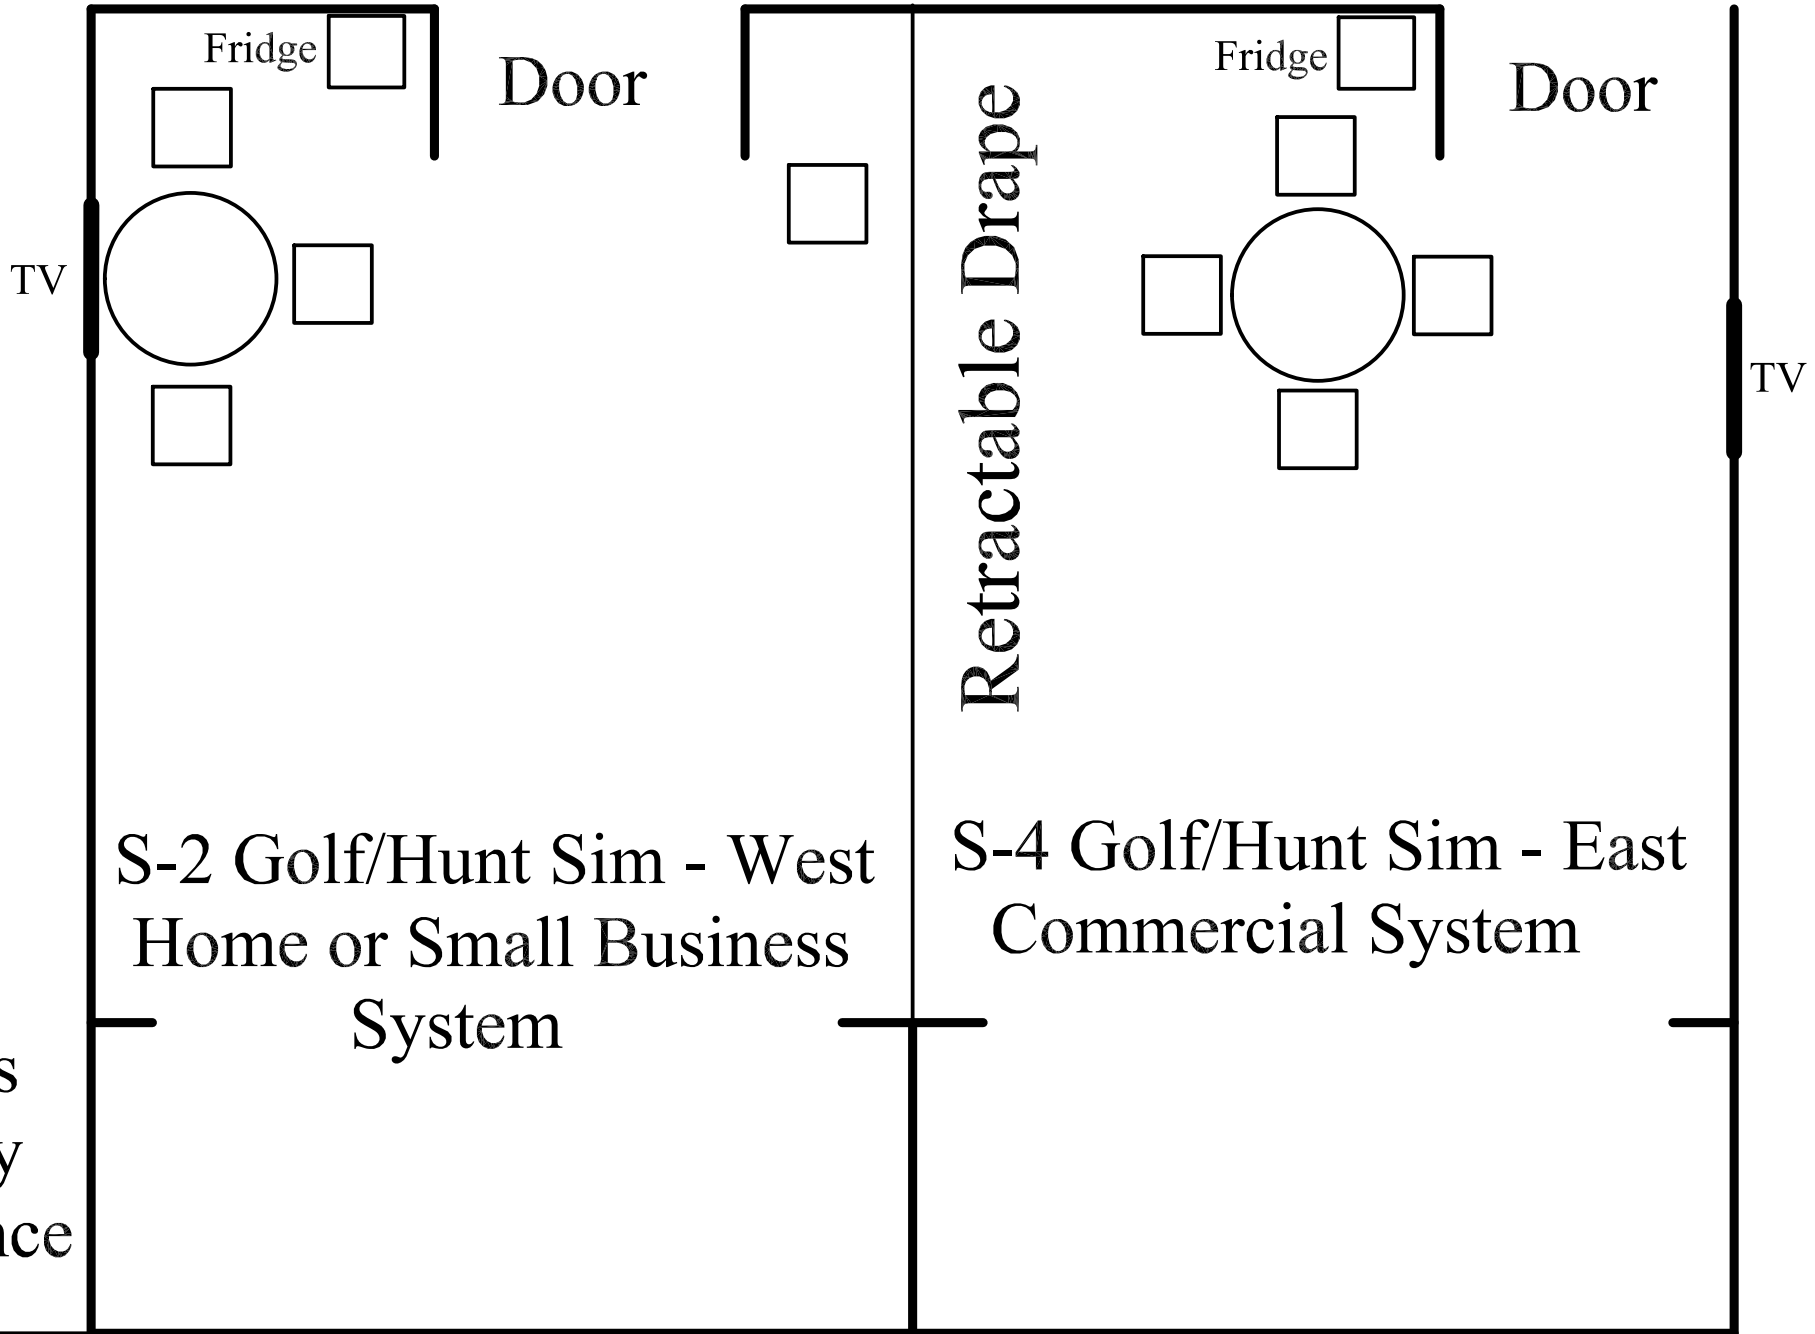 Fridge
Door
Fridge
Door
TV
Retractable Drape
TV
S-2 Golf/Hunt Sim - West
Home or Small Business
System
S-4 Golf/Hunt Sim - East
Commercial System